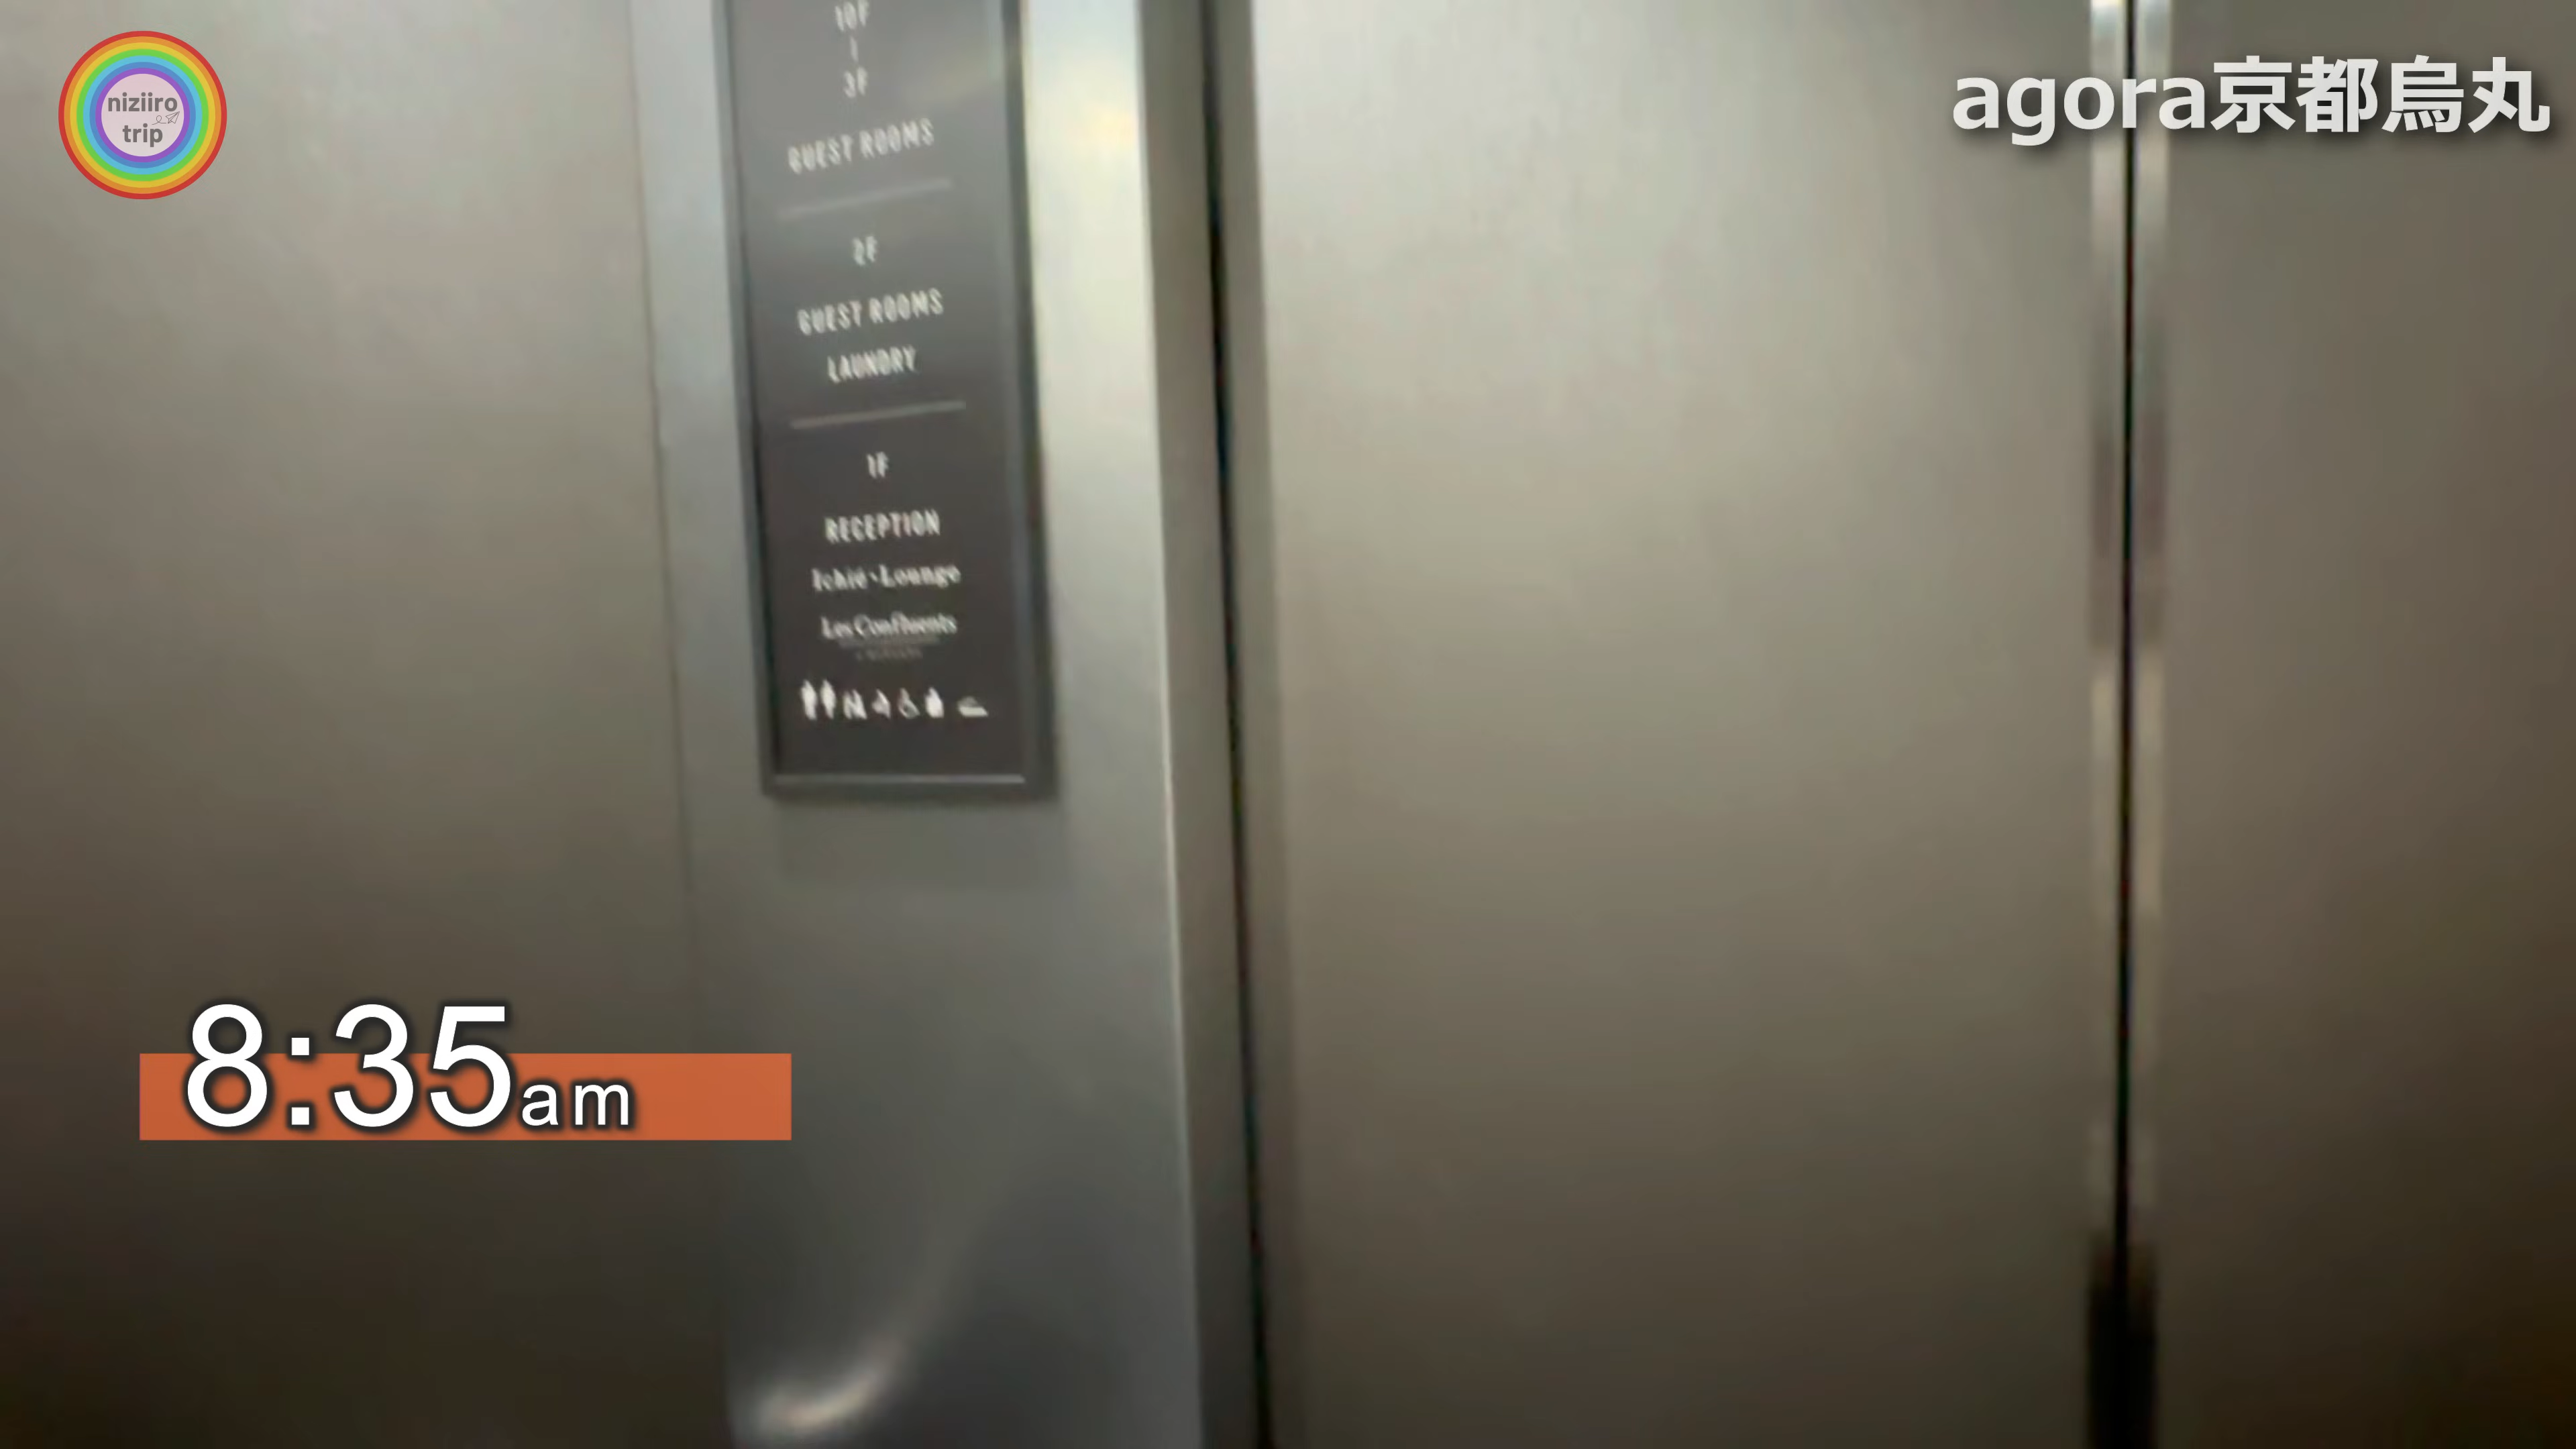 niziiro
trip
agora京都烏丸
10F
|
3F
GUEST ROOMS
2F
GUEST ROOMS
LAUNDRY
1F
RECEPTION
Ichié・Lounge
Les Confluents
8:35am